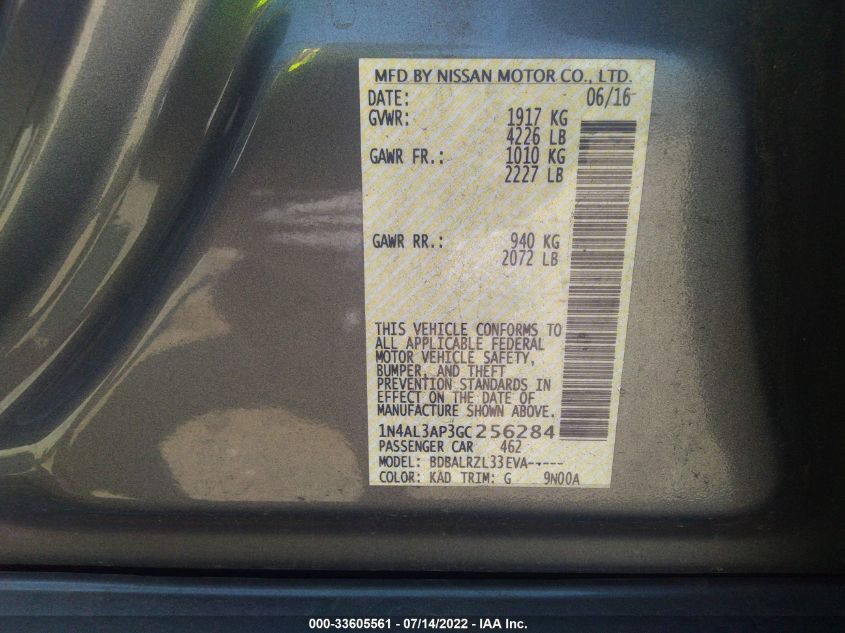 MFD BY NISSAN MOTOR CO., LTD.
DATE: 06/16
GVWR: 1917 KG
4226 LB
GAWR FR.: 1010 KG
2227 LB
GAWR RR.: 940 KG
2072 LB
THIS VEHICLE CONFORMS TO
ALL APPLICABLE FEDERAL
MOTOR VEHICLE SAFETY,
BUMPER, AND THEFT
PREVENTION STANDARDS IN
EFFECT ON THE DATE OF
MANUFACTURE SHOWN ABOVE.
1N4AL3AP3GC256284
PASSENGER CAR 462
MODEL: BDBALRZL33EVA-----
COLOR: KAD TRIM: G 9N00A
000-33605561 - 07/14/2022 - IAA Inc.